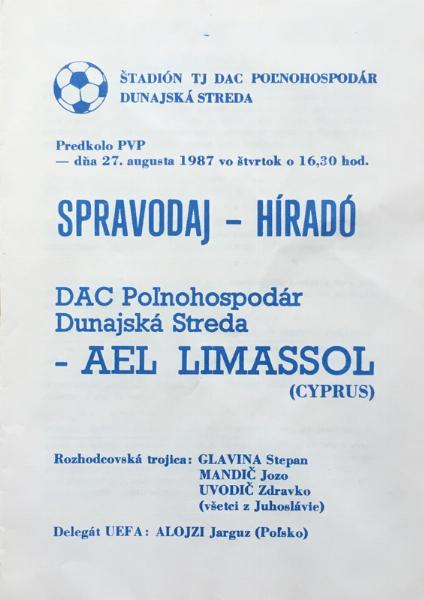 ŠTADIÓN TJ DAC POĽNOHOSPODÁR
DUNAJSKÁ STREDA
Predkolo PVP
— dňa 27. augusta 1987 vo štvrtok o 16,30 hod.
SPRAVODAJ – HÍRADÓ
DAC Poľnohospodár
Dunajská Streda
- AEL LIMASSOL
(CYPRUS)
Rozhodcovská trojica: GLAVINA Stepan
MANDIČ Jozo
UVODIČ Zdravko
(všetci z Juhoslávie)
Delegát UEFA: ALOJZI Jarguz (Poľsko)